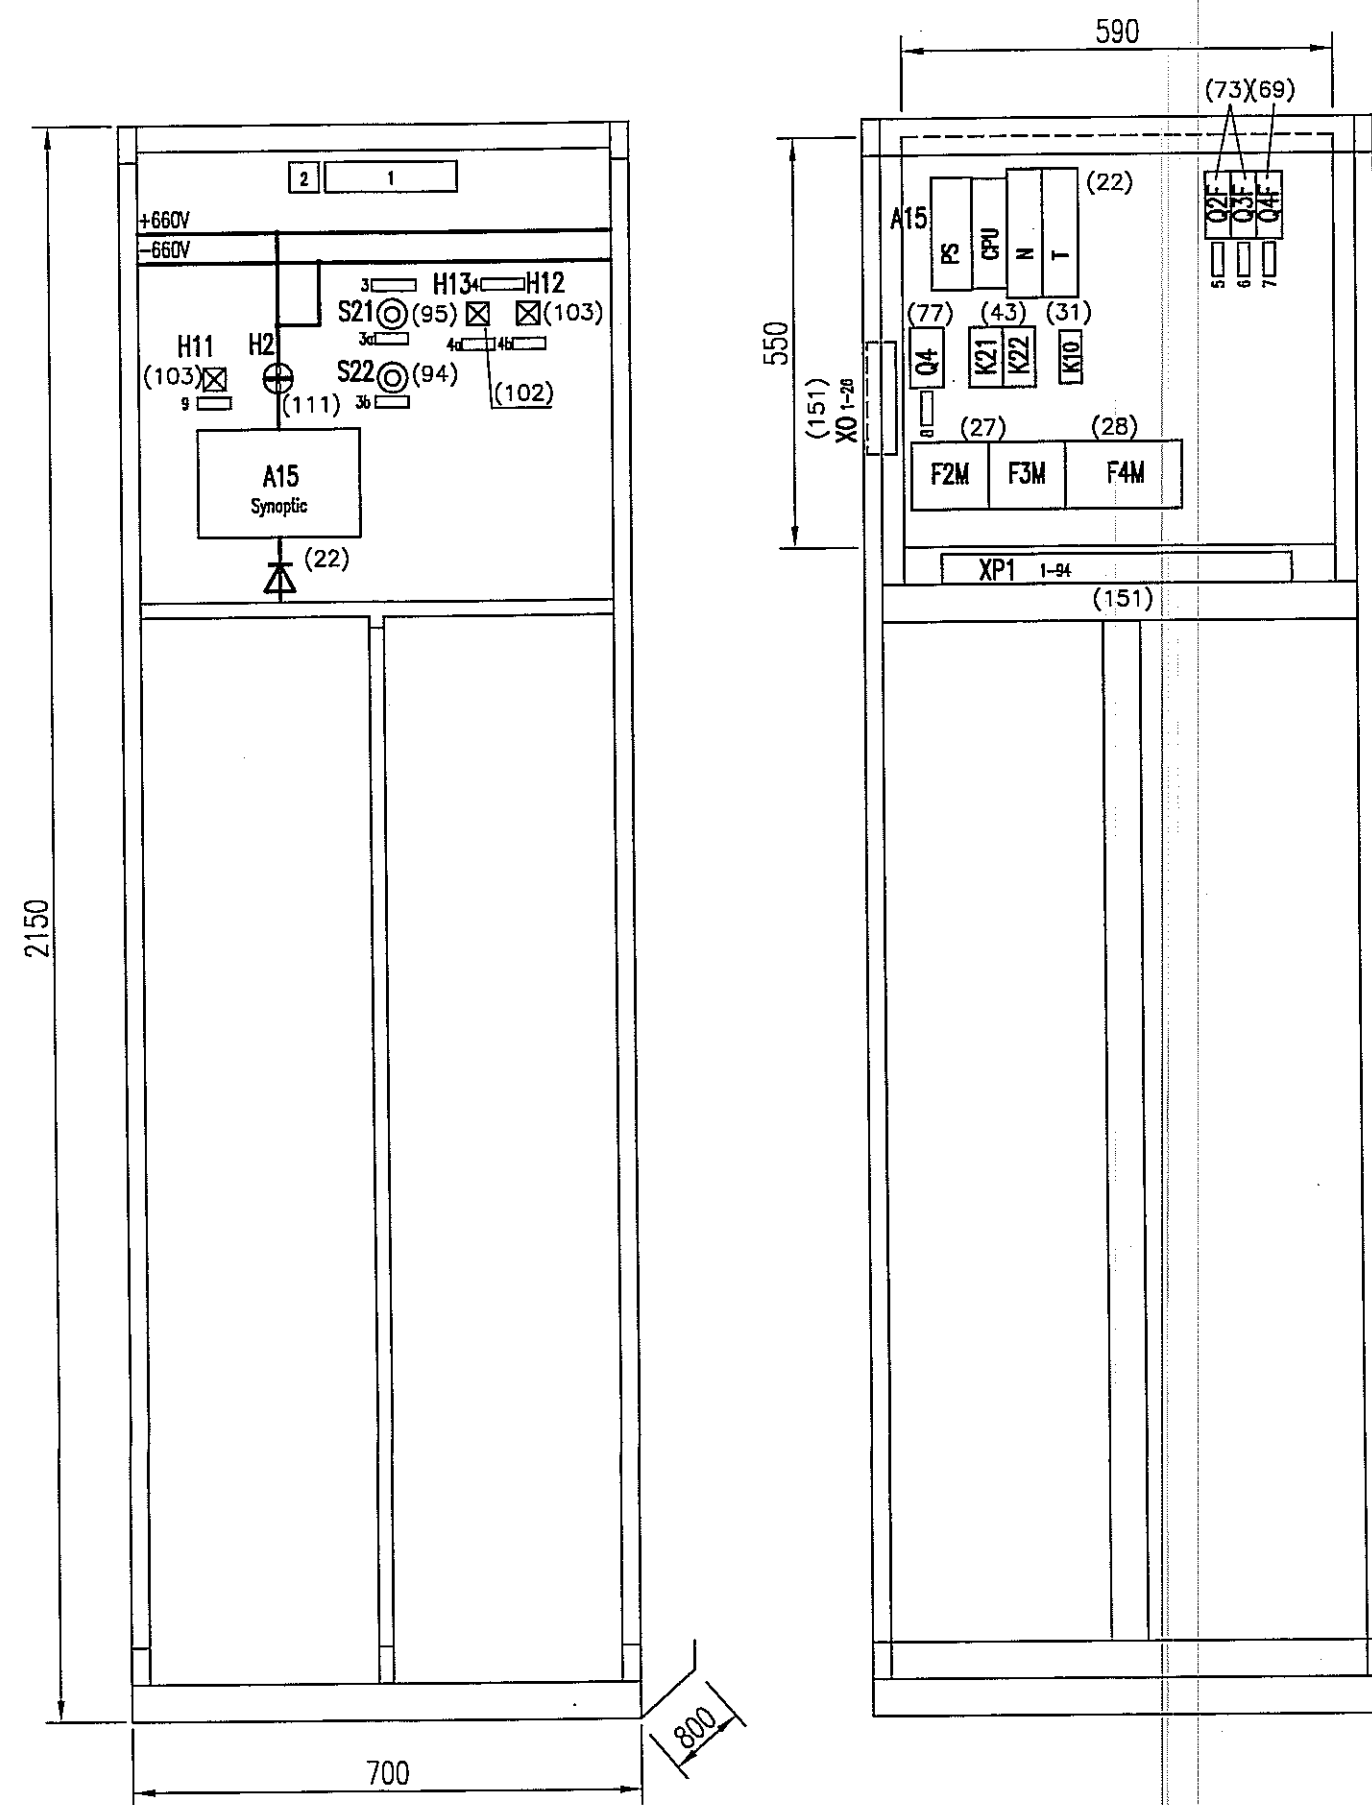 590
(73)(69)
2 1
+660V
-660V
3 H13 4 H12
S21 (95) (103)
3a 4a 4b
H11 H2
(103) S22 (94) (102)
9 (111) 3b
A15
Synoptic
(22)
2150
700
800
A15 PS CPU N T (22)
Q2F Q3F Q4F
5 6 7
550
(77) (43) (31)
Q4 K21 K22 K10
(151)
XO 1-26
8 (27) (28)
F2M F3M F4M
XP1 1-94
(151)